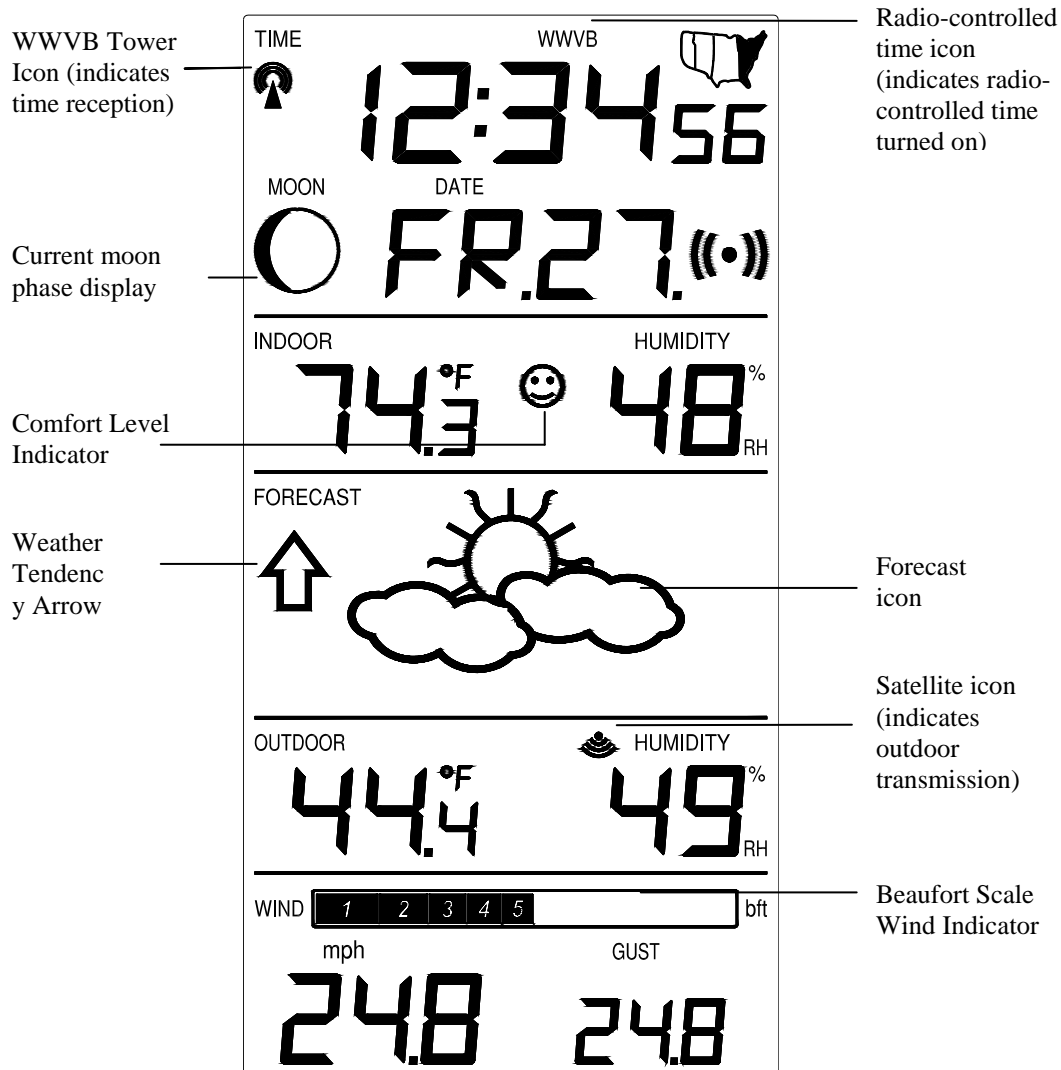 WWVB Tower
Icon (indicates
time reception)
TIME
WWVB
12:34 56
Radio-controlled
time icon
(indicates radio-
controlled time
turned on)
MOON
DATE
FR.27.
Current moon
phase display
INDOOR
HUMIDITY
74.3 °F
48 % RH
Comfort Level
Indicator
FORECAST
Weather
Tendenc
y Arrow
Forecast
icon
Satellite icon
(indicates
outdoor
transmission)
OUTDOOR
HUMIDITY
44.4 °F
49 % RH
WIND 1 2 3 4 5 bft
Beaufort Scale
Wind Indicator
mph
GUST
24.8
24.8